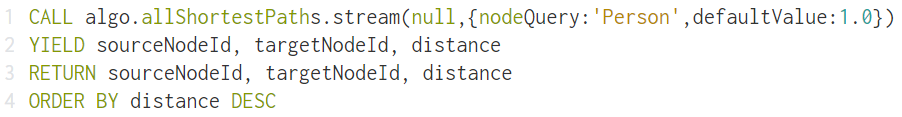 1 CALL algo.allShortestPaths.stream(null,{nodeQuery:'Person',defaultValue:1.0})
2 YIELD sourceNodeId, targetNodeId, distance
3 RETURN sourceNodeId, targetNodeId, distance
4 ORDER BY distance DESC